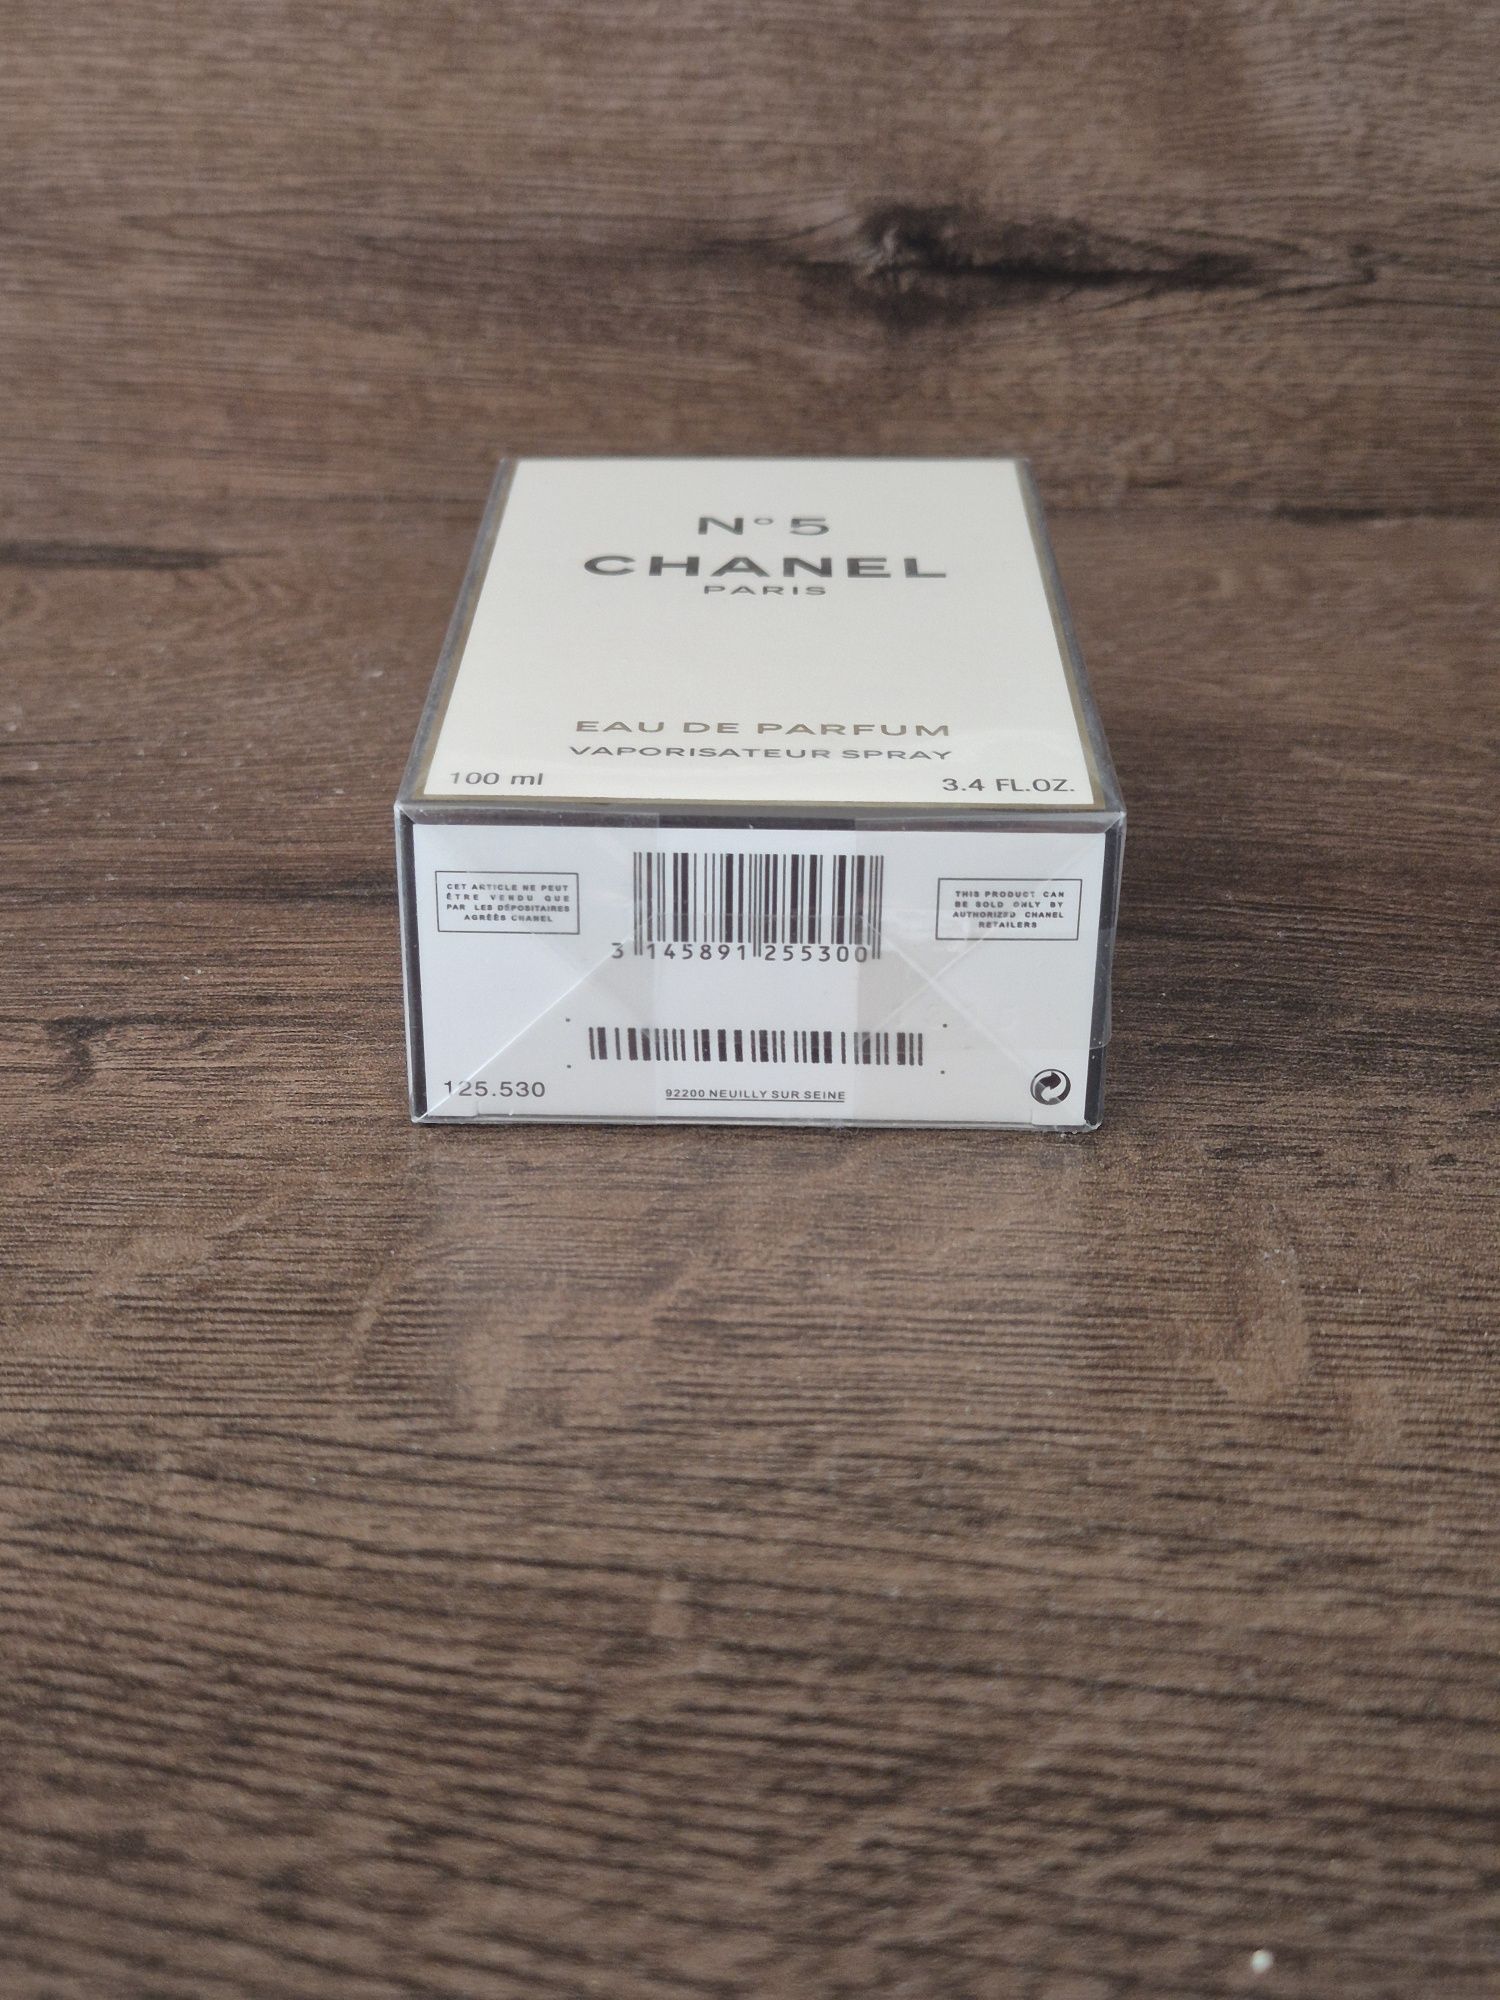 N° 5
CHANEL
PARIS
EAU DE PARFUM
VAPORISATEUR SPRAY
100 ml
3.4 FL.OZ.
CET ARTICLE NE PEUT
ÊTRE VENDU QUE
PAR LES DÉPOSITAIRES
AGRÉÉS CHANEL
3 145891 255300
THIS PRODUCT CAN
BE SOLD ONLY BY
AUTHORIZED CHANEL
RETAILERS
125.530
92200 NEUILLY SUR SEINE